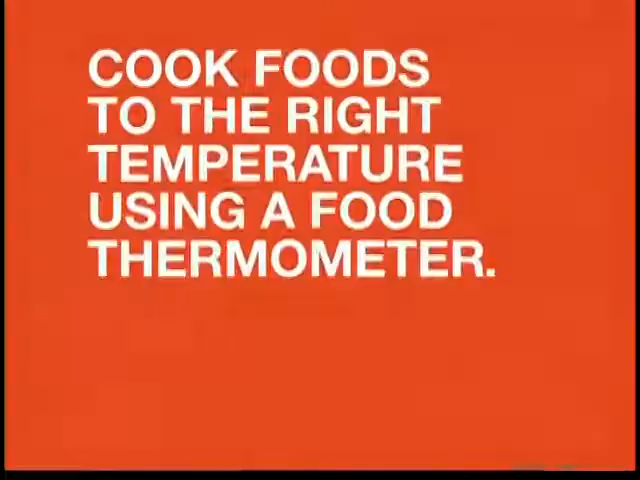 COOK FOODS
TO THE RIGHT
TEMPERATURE
USING A FOOD
THERMOMETER.